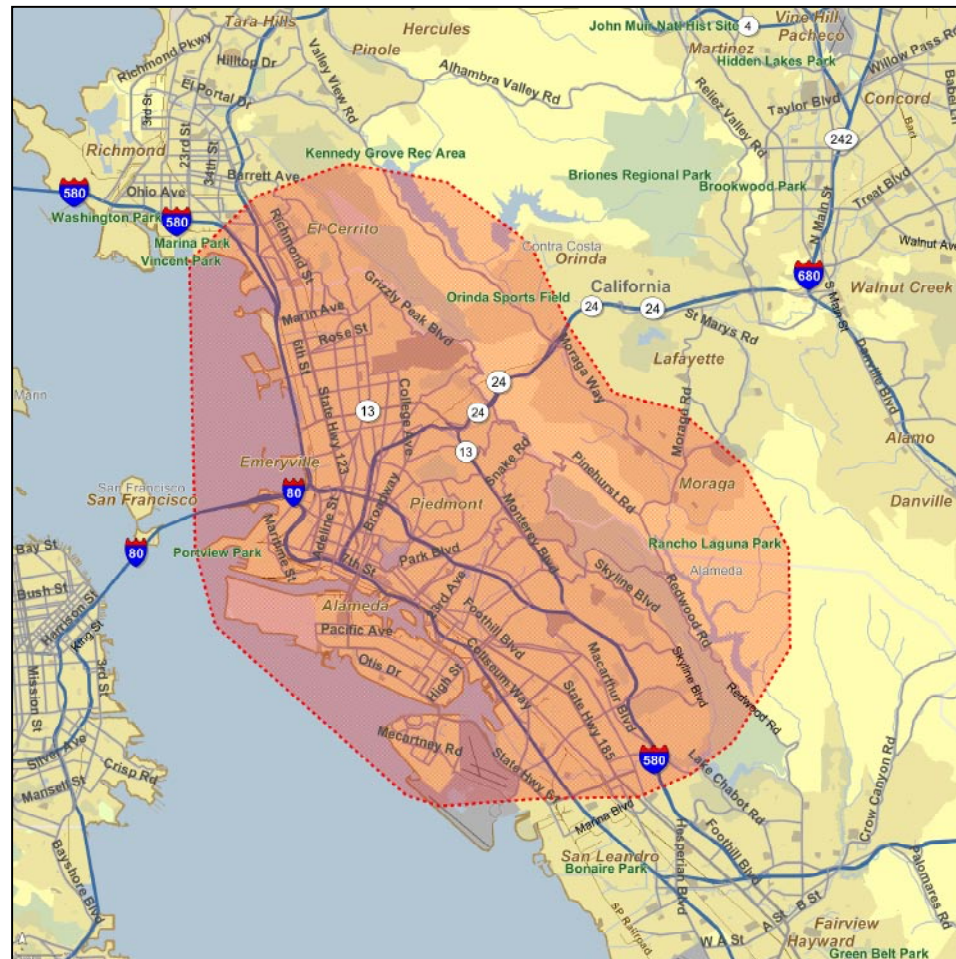 Tara Hills
Hercules
John Muir Natl Hist Site
4
Vine Hill
Pacheco
Richmond Pkwy
Pinole
Martinez
Hilltop Dr
Valley View Rd
Hidden Lakes Park
Willow Pass Rd
3rd St
El Portal Dr
Alhambra Valley Rd
Taylor Blvd
Concord
23rd St
Reliez Valley Rd
Richmond
34th St
Kennedy Grove Rec Area
242
580
Ohio Ave
Barrett Ave
Briones Regional Park
Brookwood Park
Treat Blvd
Washington Park
580
Richmond St
El Cerrito
N Main St
Marina Park
Vincent Park
Contra Costa
Orinda
Walnut Ave
Grizzly Peak Blvd
Orinda Sports Field
California
680
Walnut Creek
Marin Ave
24
24
S Main St
Rose St
St Marys Rd
6th St
Moraga Way
Lafayette
Danville Blvd
State Hwy 123
College Ave
24
13
24
Moraga Rd
Alamo
13
Snake Rd
Emeryville
Pinehurst Rd
San Francisco
San Francisco
80
Broadway
Piedmont
Moraga
Danville
Adeline St
Monterey Blvd
80
Portview Park
Maritime St
Park Blvd
Rancho Laguna Park
Bay St
7th St
Skyline Blvd
Alameda
Bush St
Harrison St
Alameda
23rd Ave
Foothill Blvd
Redwood Rd
King St
Pacific Ave
3rd St
Otis Dr
High St
Coliseum Way
Macarthur Blvd
Skyline Blvd
Mission St
State Hwy 185
Redwood Rd
Silver Ave
Mecartney Rd
580
Crisp Rd
Mansell St
State Hwy 61
Lake Chabot Rd
Crow Canyon Rd
Marina Blvd
Hesperian Blvd
Foothill Blvd
San Leandro
Bonaire Park
Bayshore Blvd
Palomares Rd
SP Railroad
A St
B St
Fairview
W A St
Hayward
Green Belt Park